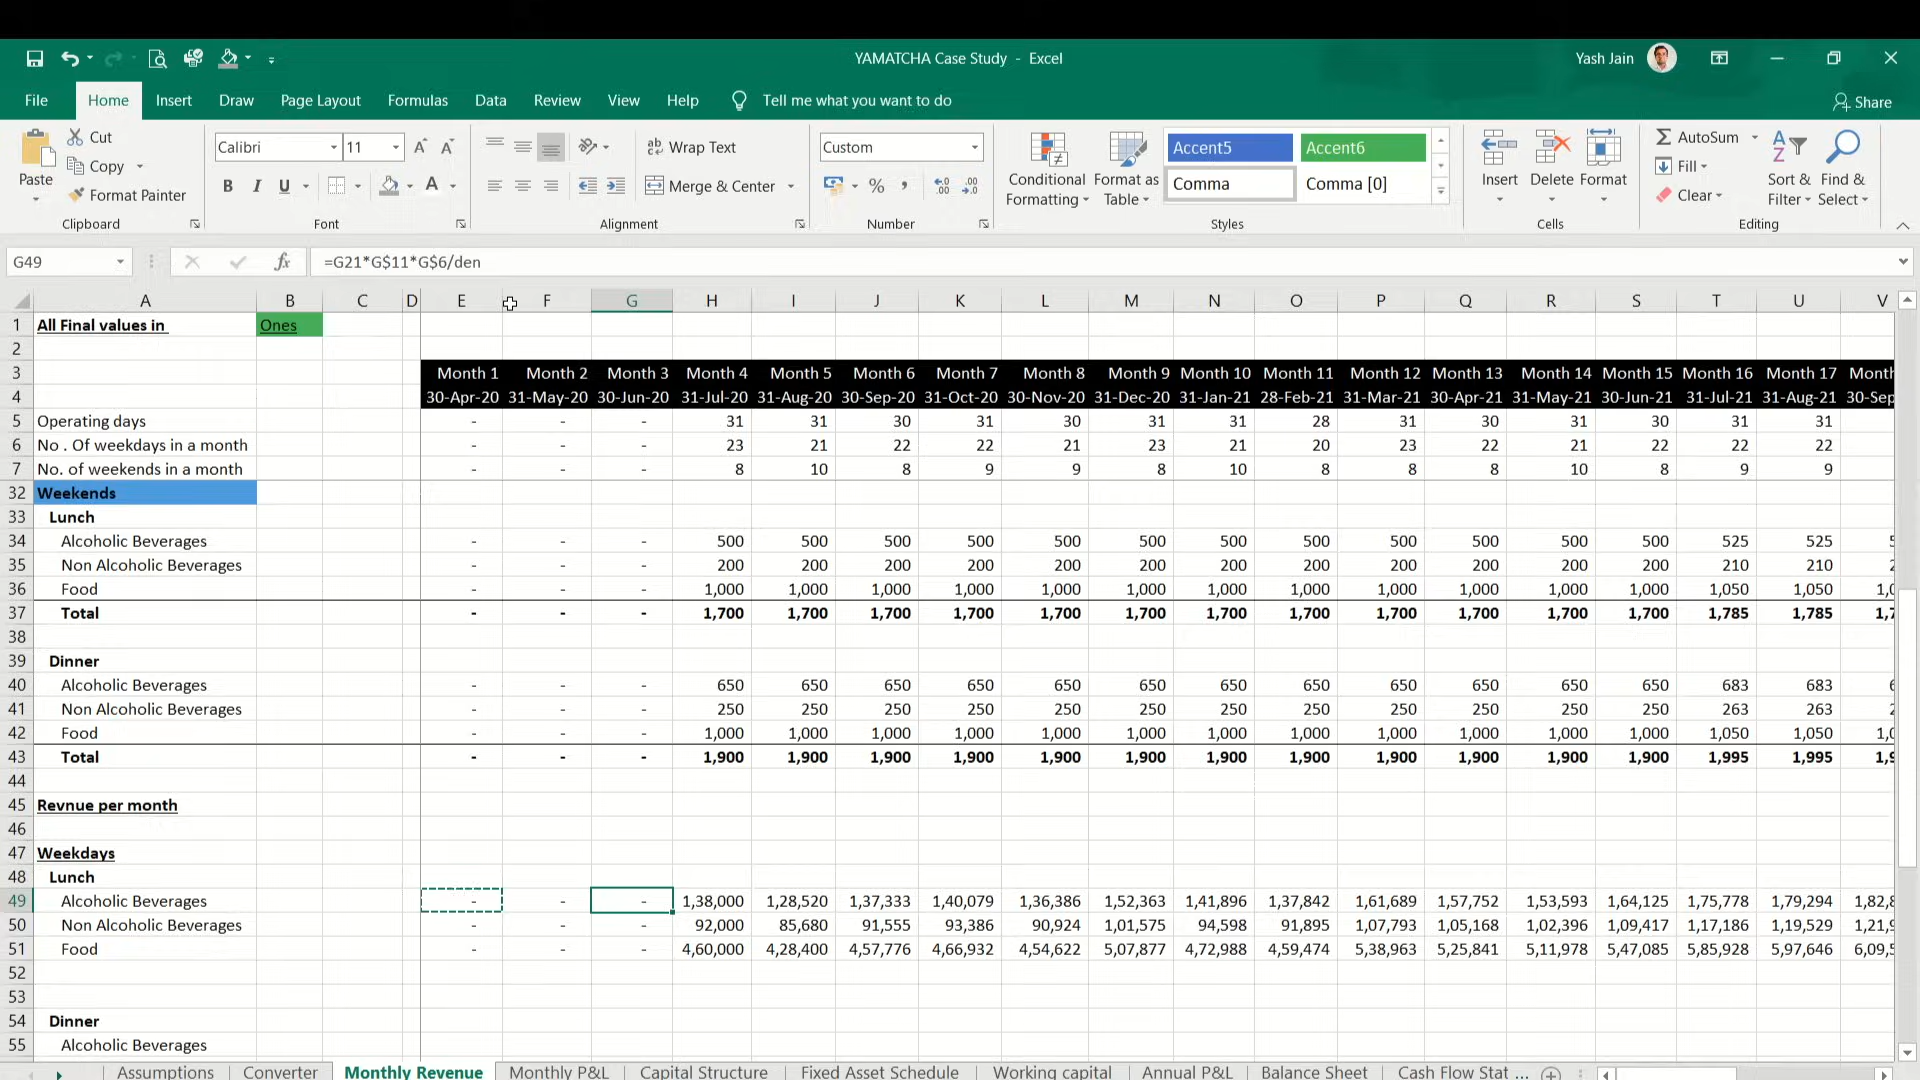 YAMATCHA Case Study - Excel
Yash Jain
File Home Insert Draw Page Layout Formulas Data Review View Help Tell me what you want to do Share
Paste Cut Copy Format Painter Clipboard
Calibri 11 B I U A Font
Wrap Text Merge & Center Alignment
Custom % Number
Conditional Formatting Format as Table Accent5 Accent6 Comma Comma [0] Styles
Insert Delete Format Cells
AutoSum Fill Clear Sort & Filter Find & Select Editing
G49 fx =G21*G$11*G$6/den
A B C D E F G H I J K L M N O P Q R S T U V
1 All Final values in Ones
2
3 Month 1 Month 2 Month 3 Month 4 Month 5 Month 6 Month 7 Month 8 Month 9 Month 10 Month 11 Month 12 Month 13 Month 14 Month 15 Month 16 Month 17 Month
4 30-Apr-20 31-May-20 30-Jun-20 31-Jul-20 31-Aug-20 30-Sep-20 31-Oct-20 30-Nov-20 31-Dec-20 31-Jan-21 28-Feb-21 31-Mar-21 30-Apr-21 31-May-21 30-Jun-21 31-Jul-21 31-Aug-21 30-Sep
5 Operating days - - - 31 31 30 31 30 31 31 28 31 30 31 30 31 31
6 No . Of weekdays in a month - - - 23 21 22 22 21 23 21 20 23 22 21 22 22 22
7 No. of weekends in a month - - - 8 10 8 9 9 8 10 8 8 8 10 8 9 9
32 Weekends
33 Lunch
34 Alcoholic Beverages - - - 500 500 500 500 500 500 500 500 500 500 500 500 525 525 5
35 Non Alcoholic Beverages - - - 200 200 200 200 200 200 200 200 200 200 200 200 210 210 2
36 Food - - - 1,000 1,000 1,000 1,000 1,000 1,000 1,000 1,000 1,000 1,000 1,000 1,000 1,050 1,050 1,0
37 Total - - - 1,700 1,700 1,700 1,700 1,700 1,700 1,700 1,700 1,700 1,700 1,700 1,700 1,785 1,785 1,7
38
39 Dinner
40 Alcoholic Beverages - - - 650 650 650 650 650 650 650 650 650 650 650 650 683 683 6
41 Non Alcoholic Beverages - - - 250 250 250 250 250 250 250 250 250 250 250 250 263 263 2
42 Food - - - 1,000 1,000 1,000 1,000 1,000 1,000 1,000 1,000 1,000 1,000 1,000 1,000 1,050 1,050 1,0
43 Total - - - 1,900 1,900 1,900 1,900 1,900 1,900 1,900 1,900 1,900 1,900 1,900 1,900 1,995 1,995 1,9
44
45 Revnue per month
46
47 Weekdays
48 Lunch
49 Alcoholic Beverages - - - 1,38,000 1,28,520 1,37,333 1,40,079 1,36,386 1,52,363 1,41,896 1,37,842 1,61,689 1,57,752 1,53,593 1,64,125 1,75,778 1,79,294 1,82,8
50 Non Alcoholic Beverages - - - 92,000 85,680 91,555 93,386 90,924 1,01,575 94,598 91,895 1,07,793 1,05,168 1,02,396 1,09,417 1,17,186 1,19,529 1,21,9
51 Food - - - 4,60,000 4,28,400 4,57,776 4,66,932 4,54,622 5,07,877 4,72,988 4,59,474 5,38,963 5,25,841 5,11,978 5,47,085 5,85,928 5,97,646 6,09,5
52
53
54 Dinner
55 Alcoholic Beverages
Assumptions Converter Monthly Revenue Monthly P&L Capital Structure Fixed Asset Schedule Working capital Annual P&L Balance Sheet Cash Flow Stat ...